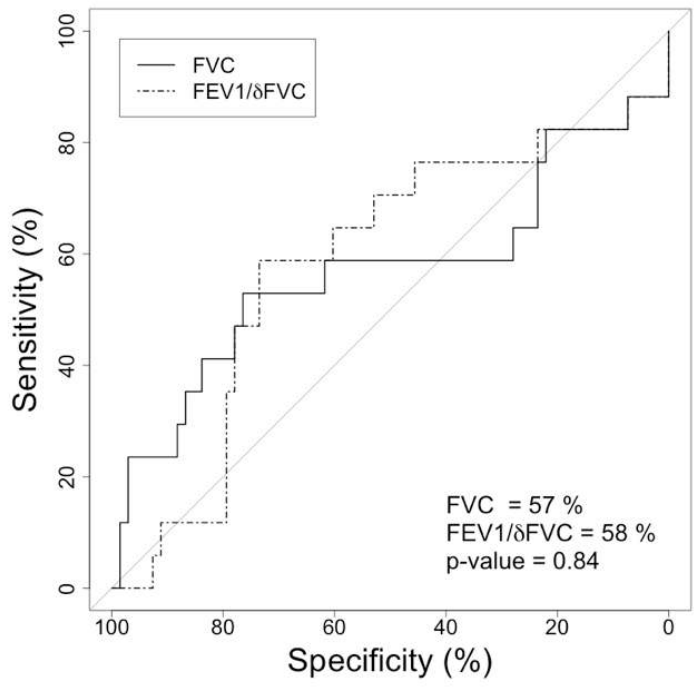 FVC
FEV1/δFVC
100
80
60
40
20
0
Sensitivity (%)
FVC = 57 %
FEV1/δFVC = 58 %
p-value = 0.84
100 80 60 40 20 0
Specificity (%)